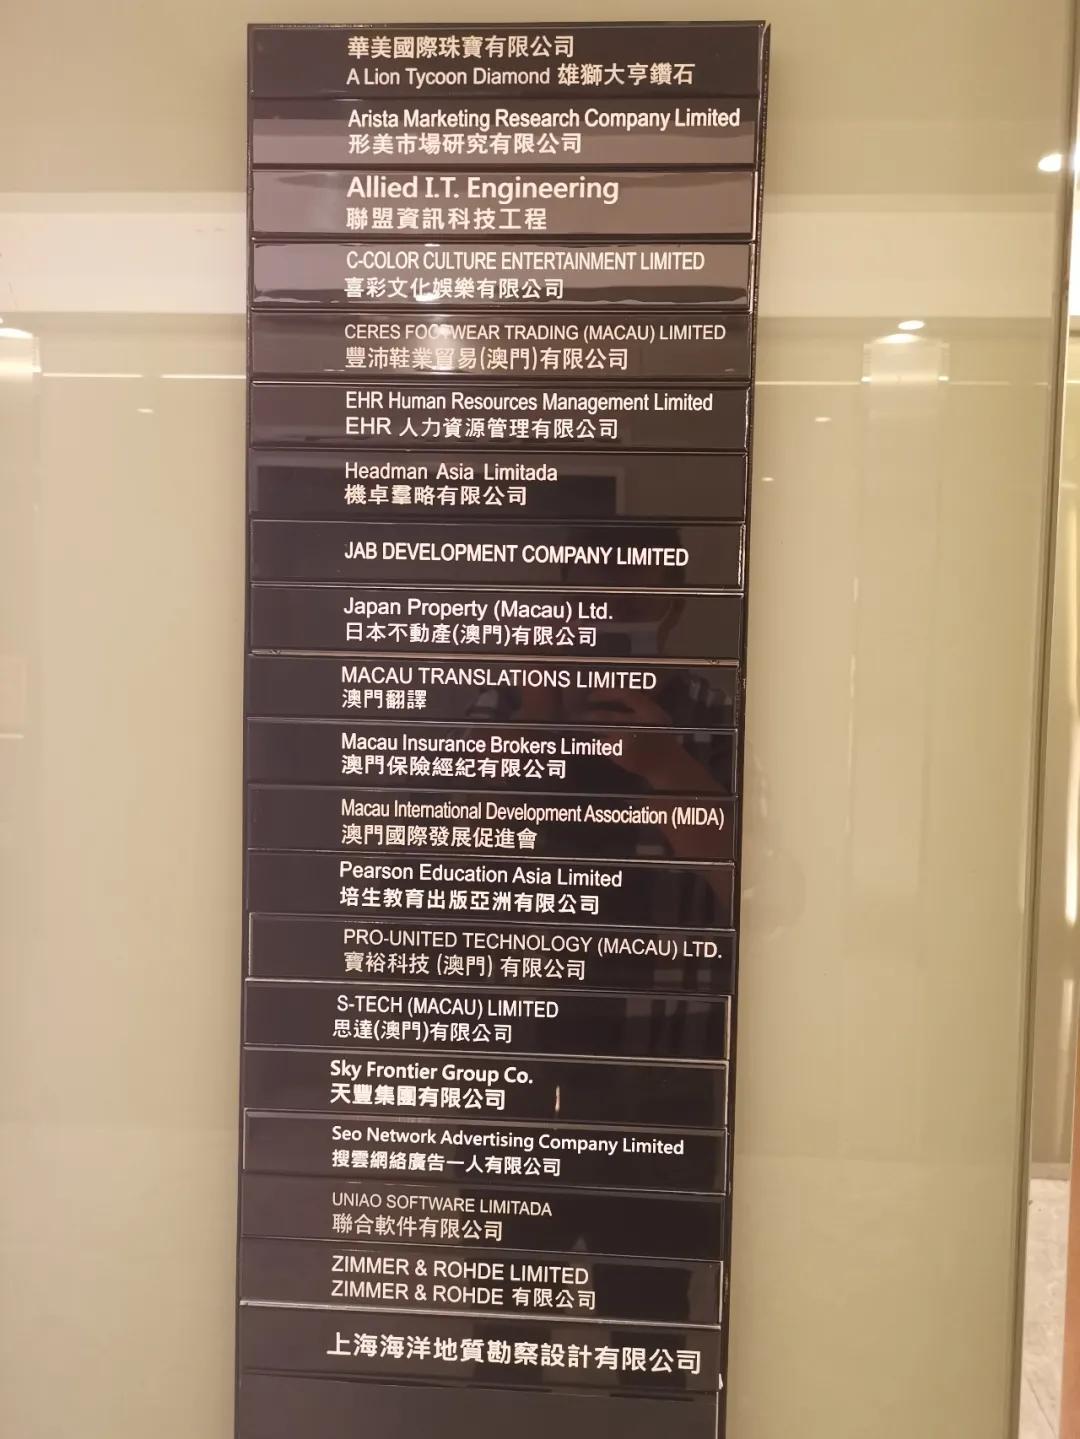 華美國際珠寶有限公司
A Lion Tycoon Diamond 雄獅大亨鑽石
Arista Marketing Research Company Limited
形美市場研究有限公司
Allied I.T. Engineering
聯盟資訊科技工程
C-COLOR CULTURE ENTERTAINMENT LIMITED
喜彩文化娛樂有限公司
CERES FOOTWEAR TRADING (MACAU) LIMITED
豐沛鞋業貿易(澳門)有限公司
EHR Human Resources Management Limited
EHR 人力資源管理有限公司
Headman Asia Limitada
機卓羣略有限公司
JAB DEVELOPMENT COMPANY LIMITED
Japan Property (Macau) Ltd.
日本不動產(澳門)有限公司
MACAU TRANSLATIONS LIMITED
澳門翻譯
Macau Insurance Brokers Limited
澳門保險經紀有限公司
Macau International Development Association (MIDA)
澳門國際發展促進會
Pearson Education Asia Limited
培生教育出版亞洲有限公司
PRO-UNITED TECHNOLOGY (MACAU) LTD.
寶裕科技 (澳門) 有限公司
S-TECH (MACAU) LIMITED
思達(澳門)有限公司
Sky Frontier Group Co.
天豐集團有限公司
Seo Network Advertising Company Limited
搜雲網絡廣告一人有限公司
UNIAO SOFTWARE LIMITADA
聯合軟件有限公司
ZIMMER & ROHDE LIMITED
ZIMMER & ROHDE 有限公司
上海海洋地質勘察設計有限公司